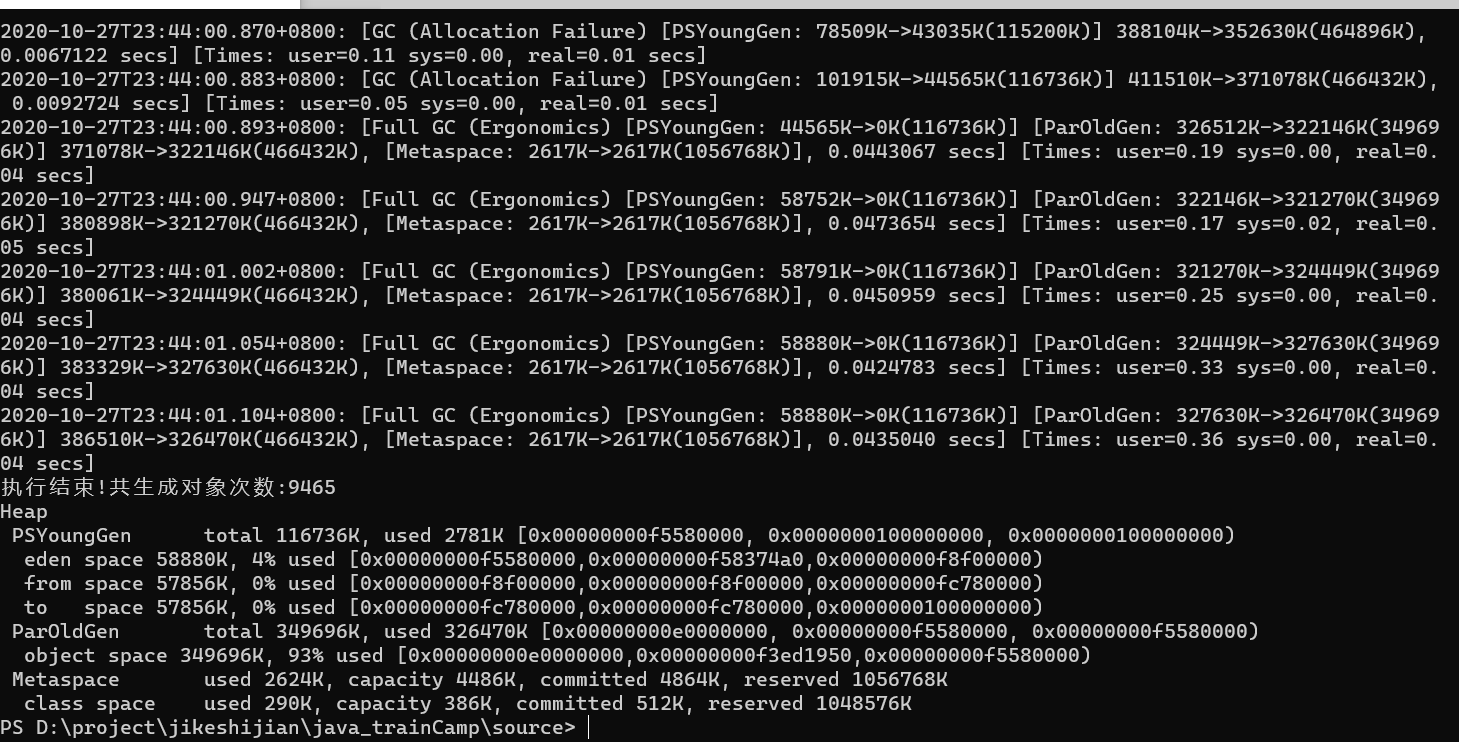 2020-10-27T23:44:00.870+0800: [GC (Allocation Failure) [PSYoungGen: 78509K->43035K(115200K)] 388104K->352630K(464896K),
0.0067122 secs] [Times: user=0.11 sys=0.00, real=0.01 secs]
2020-10-27T23:44:00.883+0800: [GC (Allocation Failure) [PSYoungGen: 101915K->44565K(116736K)] 411510K->371078K(466432K),
 0.0092724 secs] [Times: user=0.05 sys=0.00, real=0.01 secs]
2020-10-27T23:44:00.893+0800: [Full GC (Ergonomics) [PSYoungGen: 44565K->0K(116736K)] [ParOldGen: 326512K->322146K(34969
6K)] 371078K->322146K(466432K), [Metaspace: 2617K->2617K(1056768K)], 0.0443067 secs] [Times: user=0.19 sys=0.00, real=0.
04 secs]
2020-10-27T23:44:00.947+0800: [Full GC (Ergonomics) [PSYoungGen: 58752K->0K(116736K)] [ParOldGen: 322146K->321270K(34969
6K)] 380898K->321270K(466432K), [Metaspace: 2617K->2617K(1056768K)], 0.0473654 secs] [Times: user=0.17 sys=0.02, real=0.
05 secs]
2020-10-27T23:44:01.002+0800: [Full GC (Ergonomics) [PSYoungGen: 58791K->0K(116736K)] [ParOldGen: 321270K->324449K(34969
6K)] 380061K->324449K(466432K), [Metaspace: 2617K->2617K(1056768K)], 0.0450959 secs] [Times: user=0.25 sys=0.00, real=0.
04 secs]
2020-10-27T23:44:01.054+0800: [Full GC (Ergonomics) [PSYoungGen: 58880K->0K(116736K)] [ParOldGen: 324449K->327630K(34969
6K)] 383329K->327630K(466432K), [Metaspace: 2617K->2617K(1056768K)], 0.0424783 secs] [Times: user=0.33 sys=0.00, real=0.
04 secs]
2020-10-27T23:44:01.104+0800: [Full GC (Ergonomics) [PSYoungGen: 58880K->0K(116736K)] [ParOldGen: 327630K->326470K(34969
6K)] 386510K->326470K(466432K), [Metaspace: 2617K->2617K(1056768K)], 0.0435040 secs] [Times: user=0.36 sys=0.00, real=0.
04 secs]
执行结束!共生成对象次数:9465
Heap
 PSYoungGen      total 116736K, used 2781K [0x00000000f5580000, 0x0000000100000000, 0x0000000100000000)
  eden space 58880K, 4% used [0x00000000f5580000,0x00000000f58374a0,0x00000000f8f00000)
  from space 57856K, 0% used [0x00000000f8f00000,0x00000000f8f00000,0x00000000fc780000)
  to   space 57856K, 0% used [0x00000000fc780000,0x00000000fc780000,0x0000000100000000)
 ParOldGen       total 349696K, used 326470K [0x00000000e0000000, 0x00000000f5580000, 0x00000000f5580000)
  object space 349696K, 93% used [0x00000000e0000000,0x00000000f3ed1950,0x00000000f5580000)
 Metaspace       used 2624K, capacity 4486K, committed 4864K, reserved 1056768K
  class space    used 290K, capacity 386K, committed 512K, reserved 1048576K
PS D:\project\jikeshijian\java_trainCamp\source>